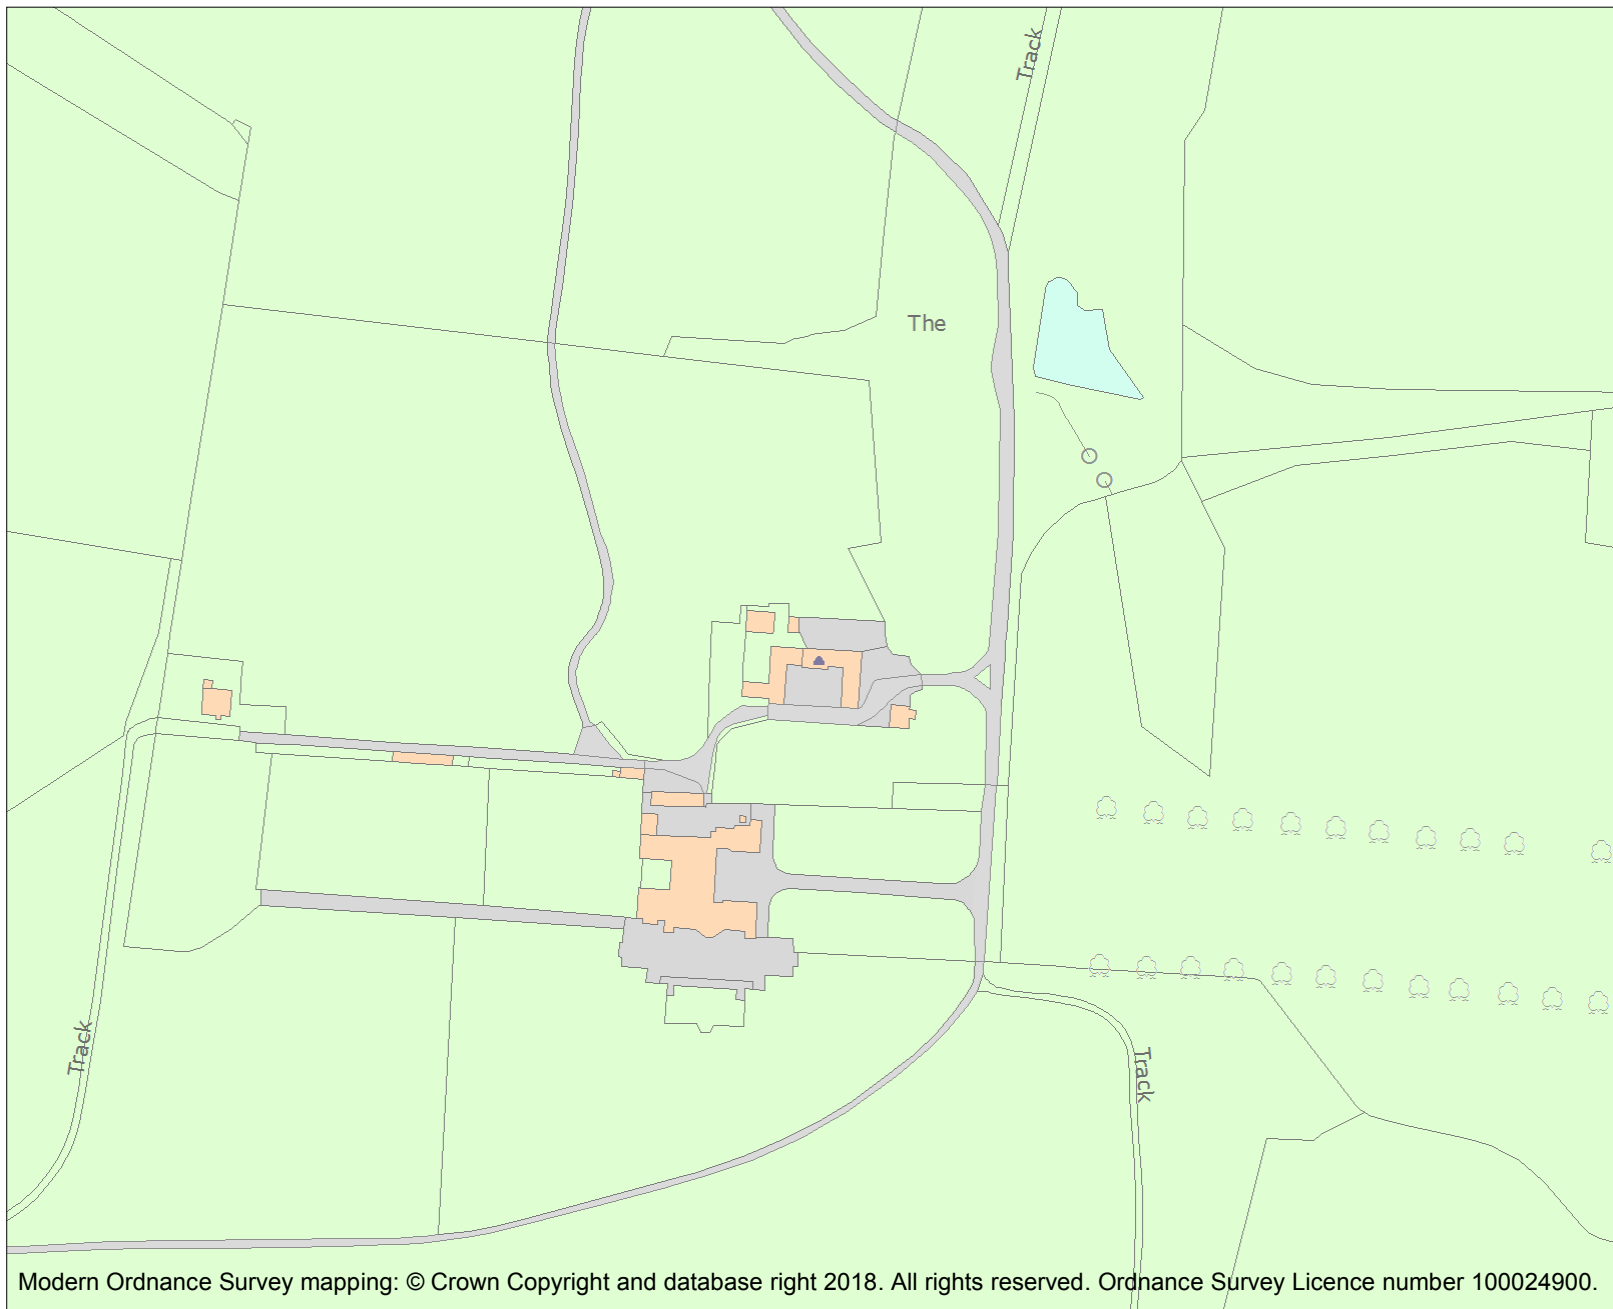 Track
The
Track
Track
Modern Ordnance Survey mapping: © Crown Copyright and database right 2018. All rights reserved. Ordnance Survey Licence number 100024900.